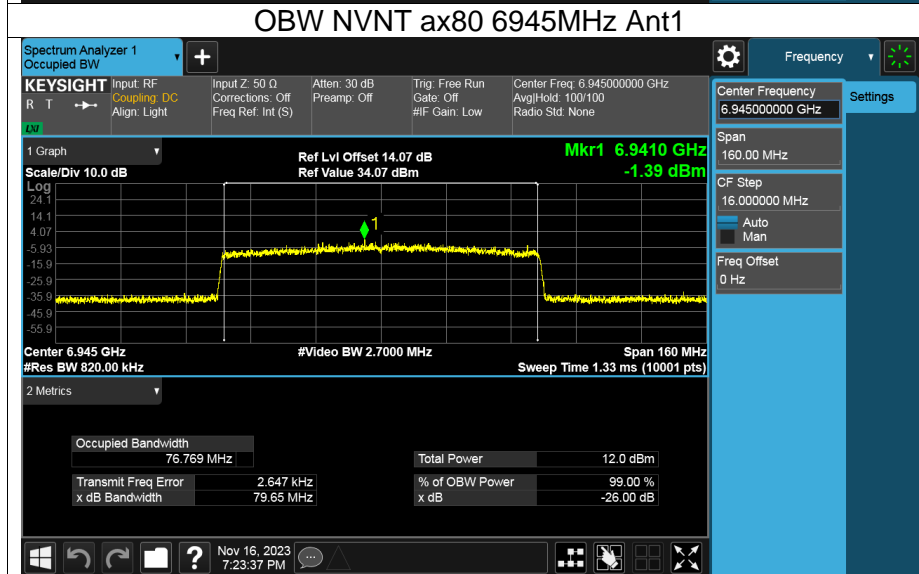 OBW NVNT ax80 6945MHz Ant1
Spectrum Analyzer 1
Occupied BW
Frequency
KEYSIGHT
R T
LXI
Input: RF
Coupling: DC
Align: Light
Input Z: 50 Ω
Corrections: Off
Freq Ref: Int (S)
Atten: 30 dB
Preamp: Off
Trig: Free Run
Gate: Off
#IF Gain: Low
Center Freq: 6.945000000 GHz
Avg|Hold: 100/100
Radio Std: None
Center Frequency
6.945000000 GHz
Settings
Span
160.00 MHz
CF Step
16.000000 MHz
Auto
Man
Freq Offset
0 Hz
1 Graph
Scale/Div 10.0 dB
Ref Lvl Offset 14.07 dB
Ref Value 34.07 dBm
Mkr1 6.9410 GHz
-1.39 dBm
Log
24.1
14.1
4.07
-5.93
-15.9
-25.9
-35.9
-45.9
-55.9
1
Center 6.945 GHz
#Res BW 820.00 kHz
#Video BW 2.7000 MHz
Span 160 MHz
Sweep Time 1.33 ms (10001 pts)
2 Metrics
Occupied Bandwidth
76.769 MHz
Transmit Freq Error 2.647 kHz
x dB Bandwidth 79.65 MHz
Total Power 12.0 dBm
% of OBW Power 99.00 %
x dB -26.00 dB
?
Nov 16, 2023
7:23:37 PM